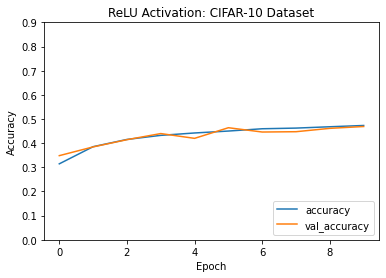 ReLU Activation: CIFAR-10 Dataset
0.9
0.8
0.7
0.6
0.5
0.4
0.3
0.2
0.1
0.0
Accuracy
accuracy
val_accuracy
0 2 4 6 8
Epoch